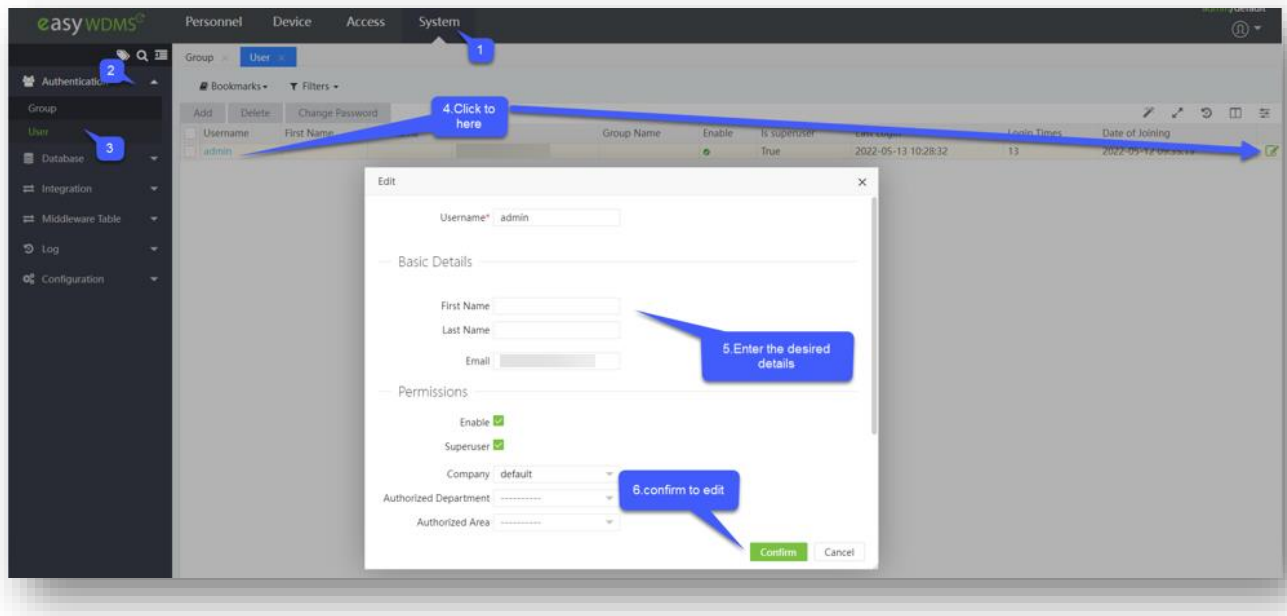 easy WDMS
Personnel Device Access System
1
Group × User ×
2
Authentication
Bookmarks Filters
Group
Add Delete Change Password
4.Click to
here
User
Username First Name Group Name Enable Is superuser Last Login Login Times Date of Joining
3
admin True 2022-05-13 10:28:32 13
Database
Integration
Middleware Table
Log
Configuration
Edit ×
Username* admin
Basic Details
First Name
Last Name
Email
5.Enter the desired
details
Permissions
Enable
Superuser
Company default
Authorized Department ----------
Authorized Area ----------
6.confirm to edit
Confirm Cancel